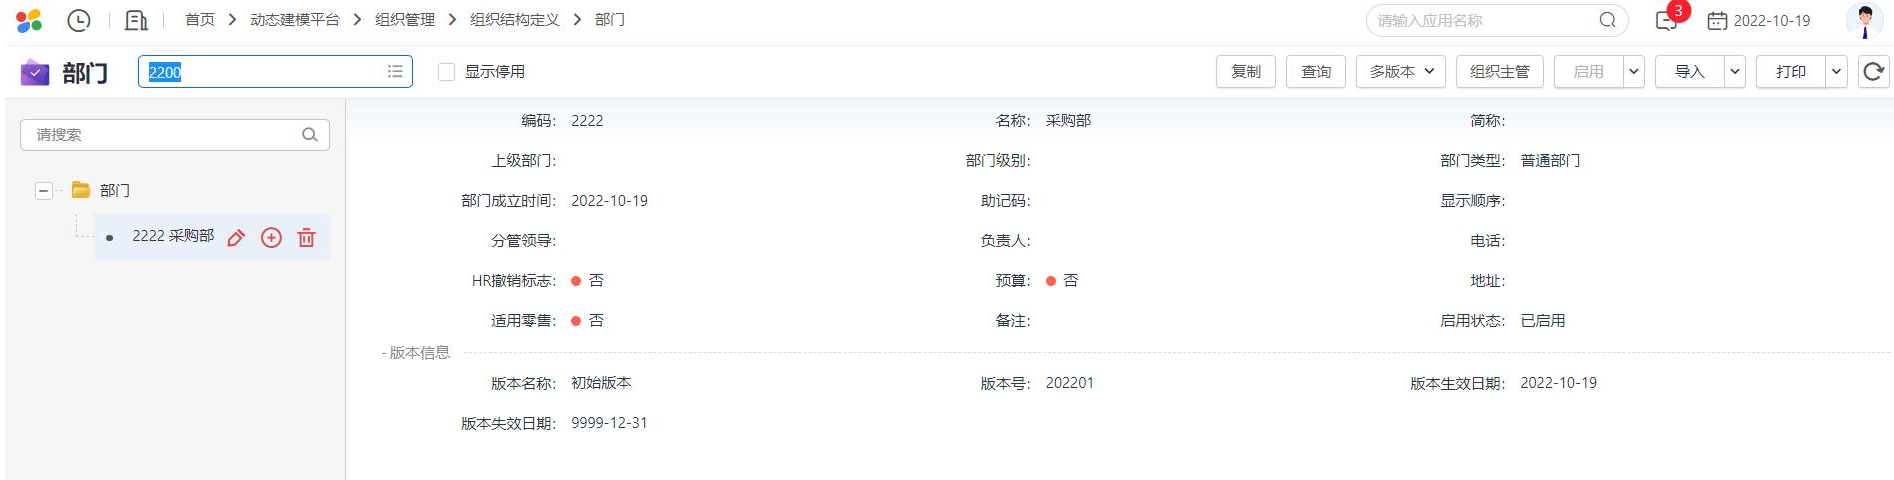 首页 > 动态建模平台 > 组织管理 > 组织结构定义 > 部门 请输入应用名称 3 2022-10-19
部门 2200 显示停用 复制 查询 多版本 组织主管 启用 导入 打印
请搜索
部门
2222 采购部
编码: 2222 名称: 采购部 简称:
上级部门: 部门级别: 部门类型: 普通部门
部门成立时间: 2022-10-19 助记码: 显示顺序:
分管领导: 负责人: 电话:
HR撤销标志: 否 预算: 否 地址:
适用零售: 否 备注: 启用状态: 已启用
- 版本信息
版本名称: 初始版本 版本号: 202201 版本生效日期: 2022-10-19
版本失效日期: 9999-12-31